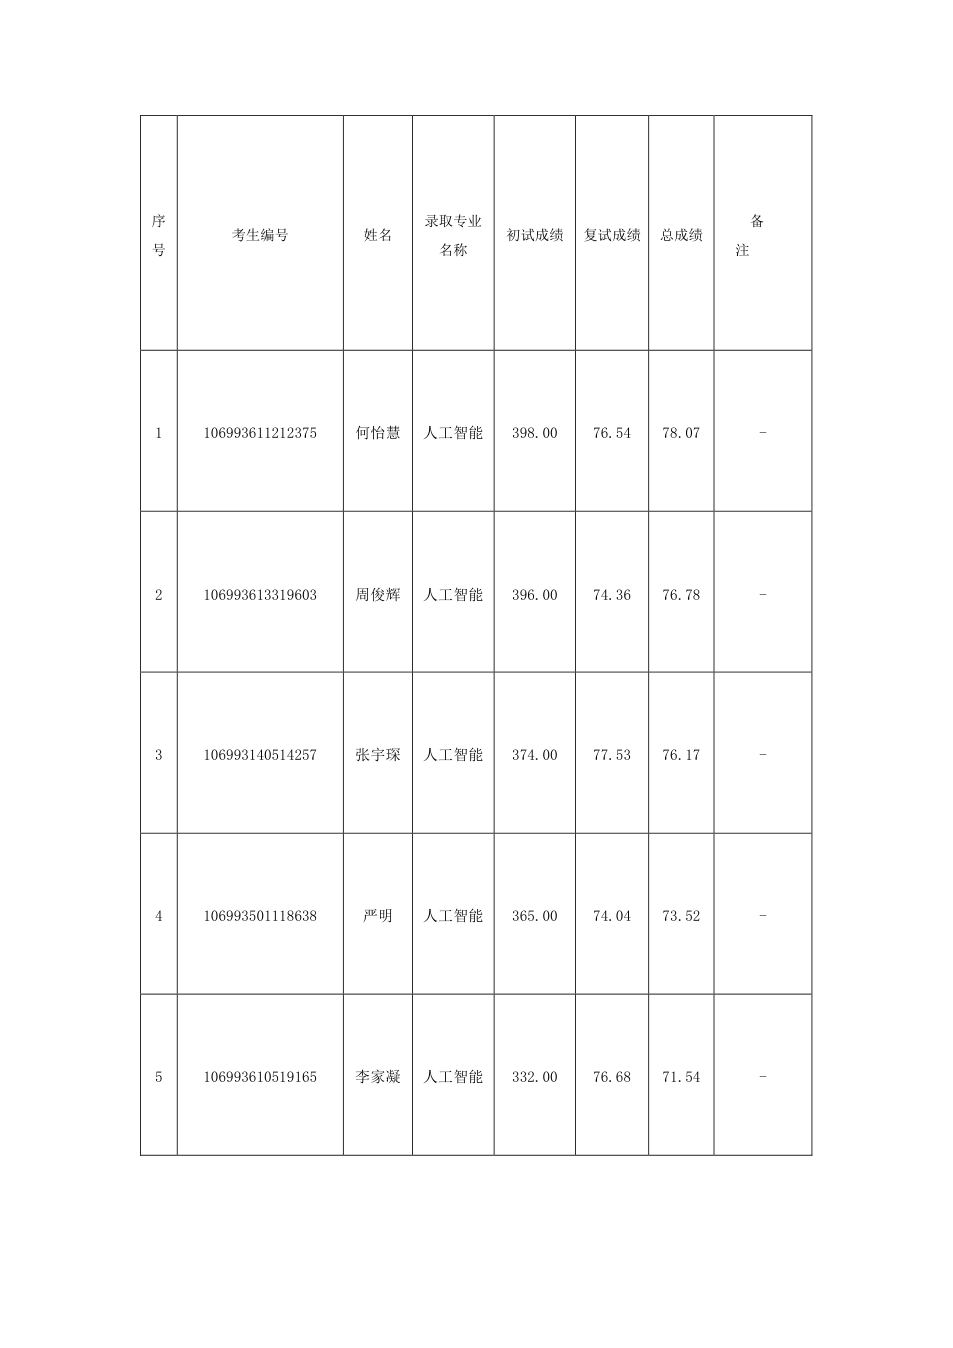 序号 考生编号 姓名 录取专业名称 初试成绩 复试成绩 总成绩 备注
1 106993611212375 何怡慧 人工智能 398.00 76.54 78.07 -
2 106993613319603 周俊辉 人工智能 396.00 74.36 76.78 -
3 106993140514257 张宇琛 人工智能 374.00 77.53 76.17 -
4 106993501118638 严明 人工智能 365.00 74.04 73.52 -
5 106993610519165 李家凝 人工智能 332.00 76.68 71.54 -